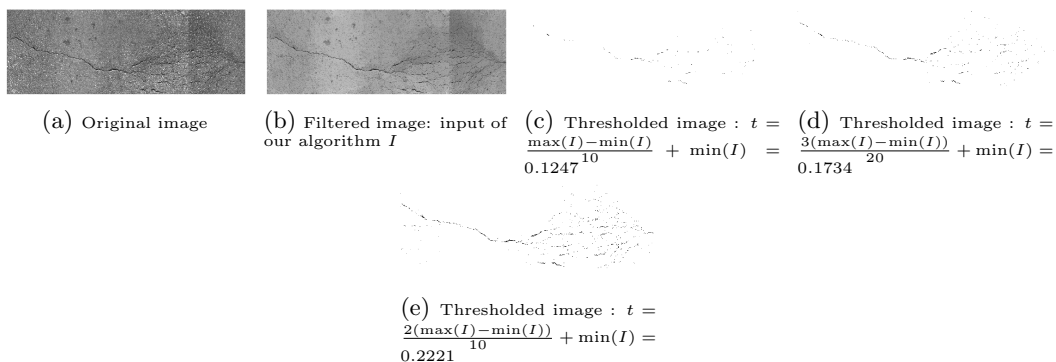 (a) Original image
(b) Filtered image: input of
our algorithm I
(c) Thresholded image : t =
max(I)−min(I)/10 + min(I) =
0.1247
(d) Thresholded image : t =
3(max(I)−min(I))/20 + min(I) =
0.1734
(e) Thresholded image : t =
2(max(I)−min(I))/10 + min(I) =
0.2221